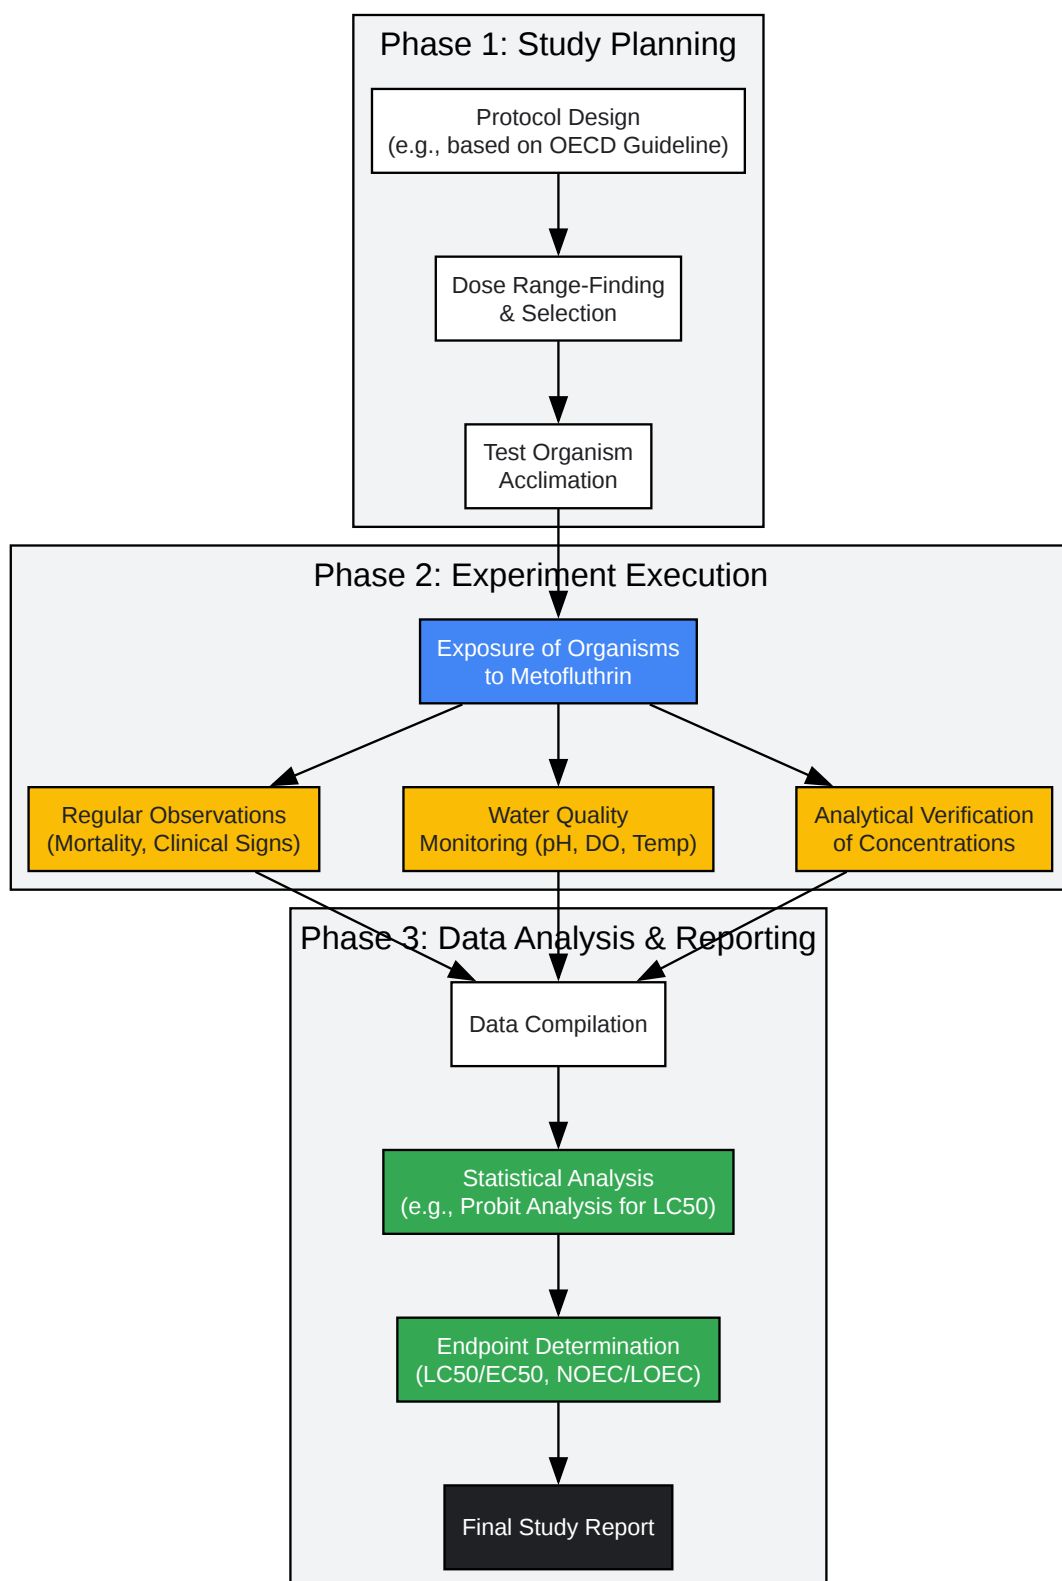 Phase 1: Study Planning
Protocol Design
(e.g., based on OECD Guideline)
Dose Range-Finding
& Selection
Test Organism
Acclimation
Phase 2: Experiment Execution
Exposure of Organisms
to Metofluthrin
Regular Observations
(Mortality, Clinical Signs)
Water Quality
Monitoring (pH, DO, Temp)
Analytical Verification
of Concentrations
Phase 3: Data Analysis & Reporting
Data Compilation
Statistical Analysis
(e.g., Probit Analysis for LC50)
Endpoint Determination
(LC50/EC50, NOEC/LOEC)
Final Study Report